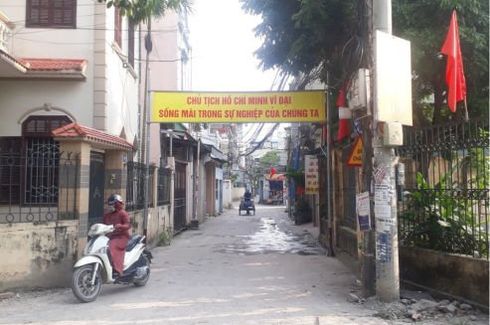 CHỦ TỊCH HỒ CHÍ MINH VĨ ĐẠI
SỐNG MÃI TRONG SỰ NGHIỆP CỦA CHÚNG TA